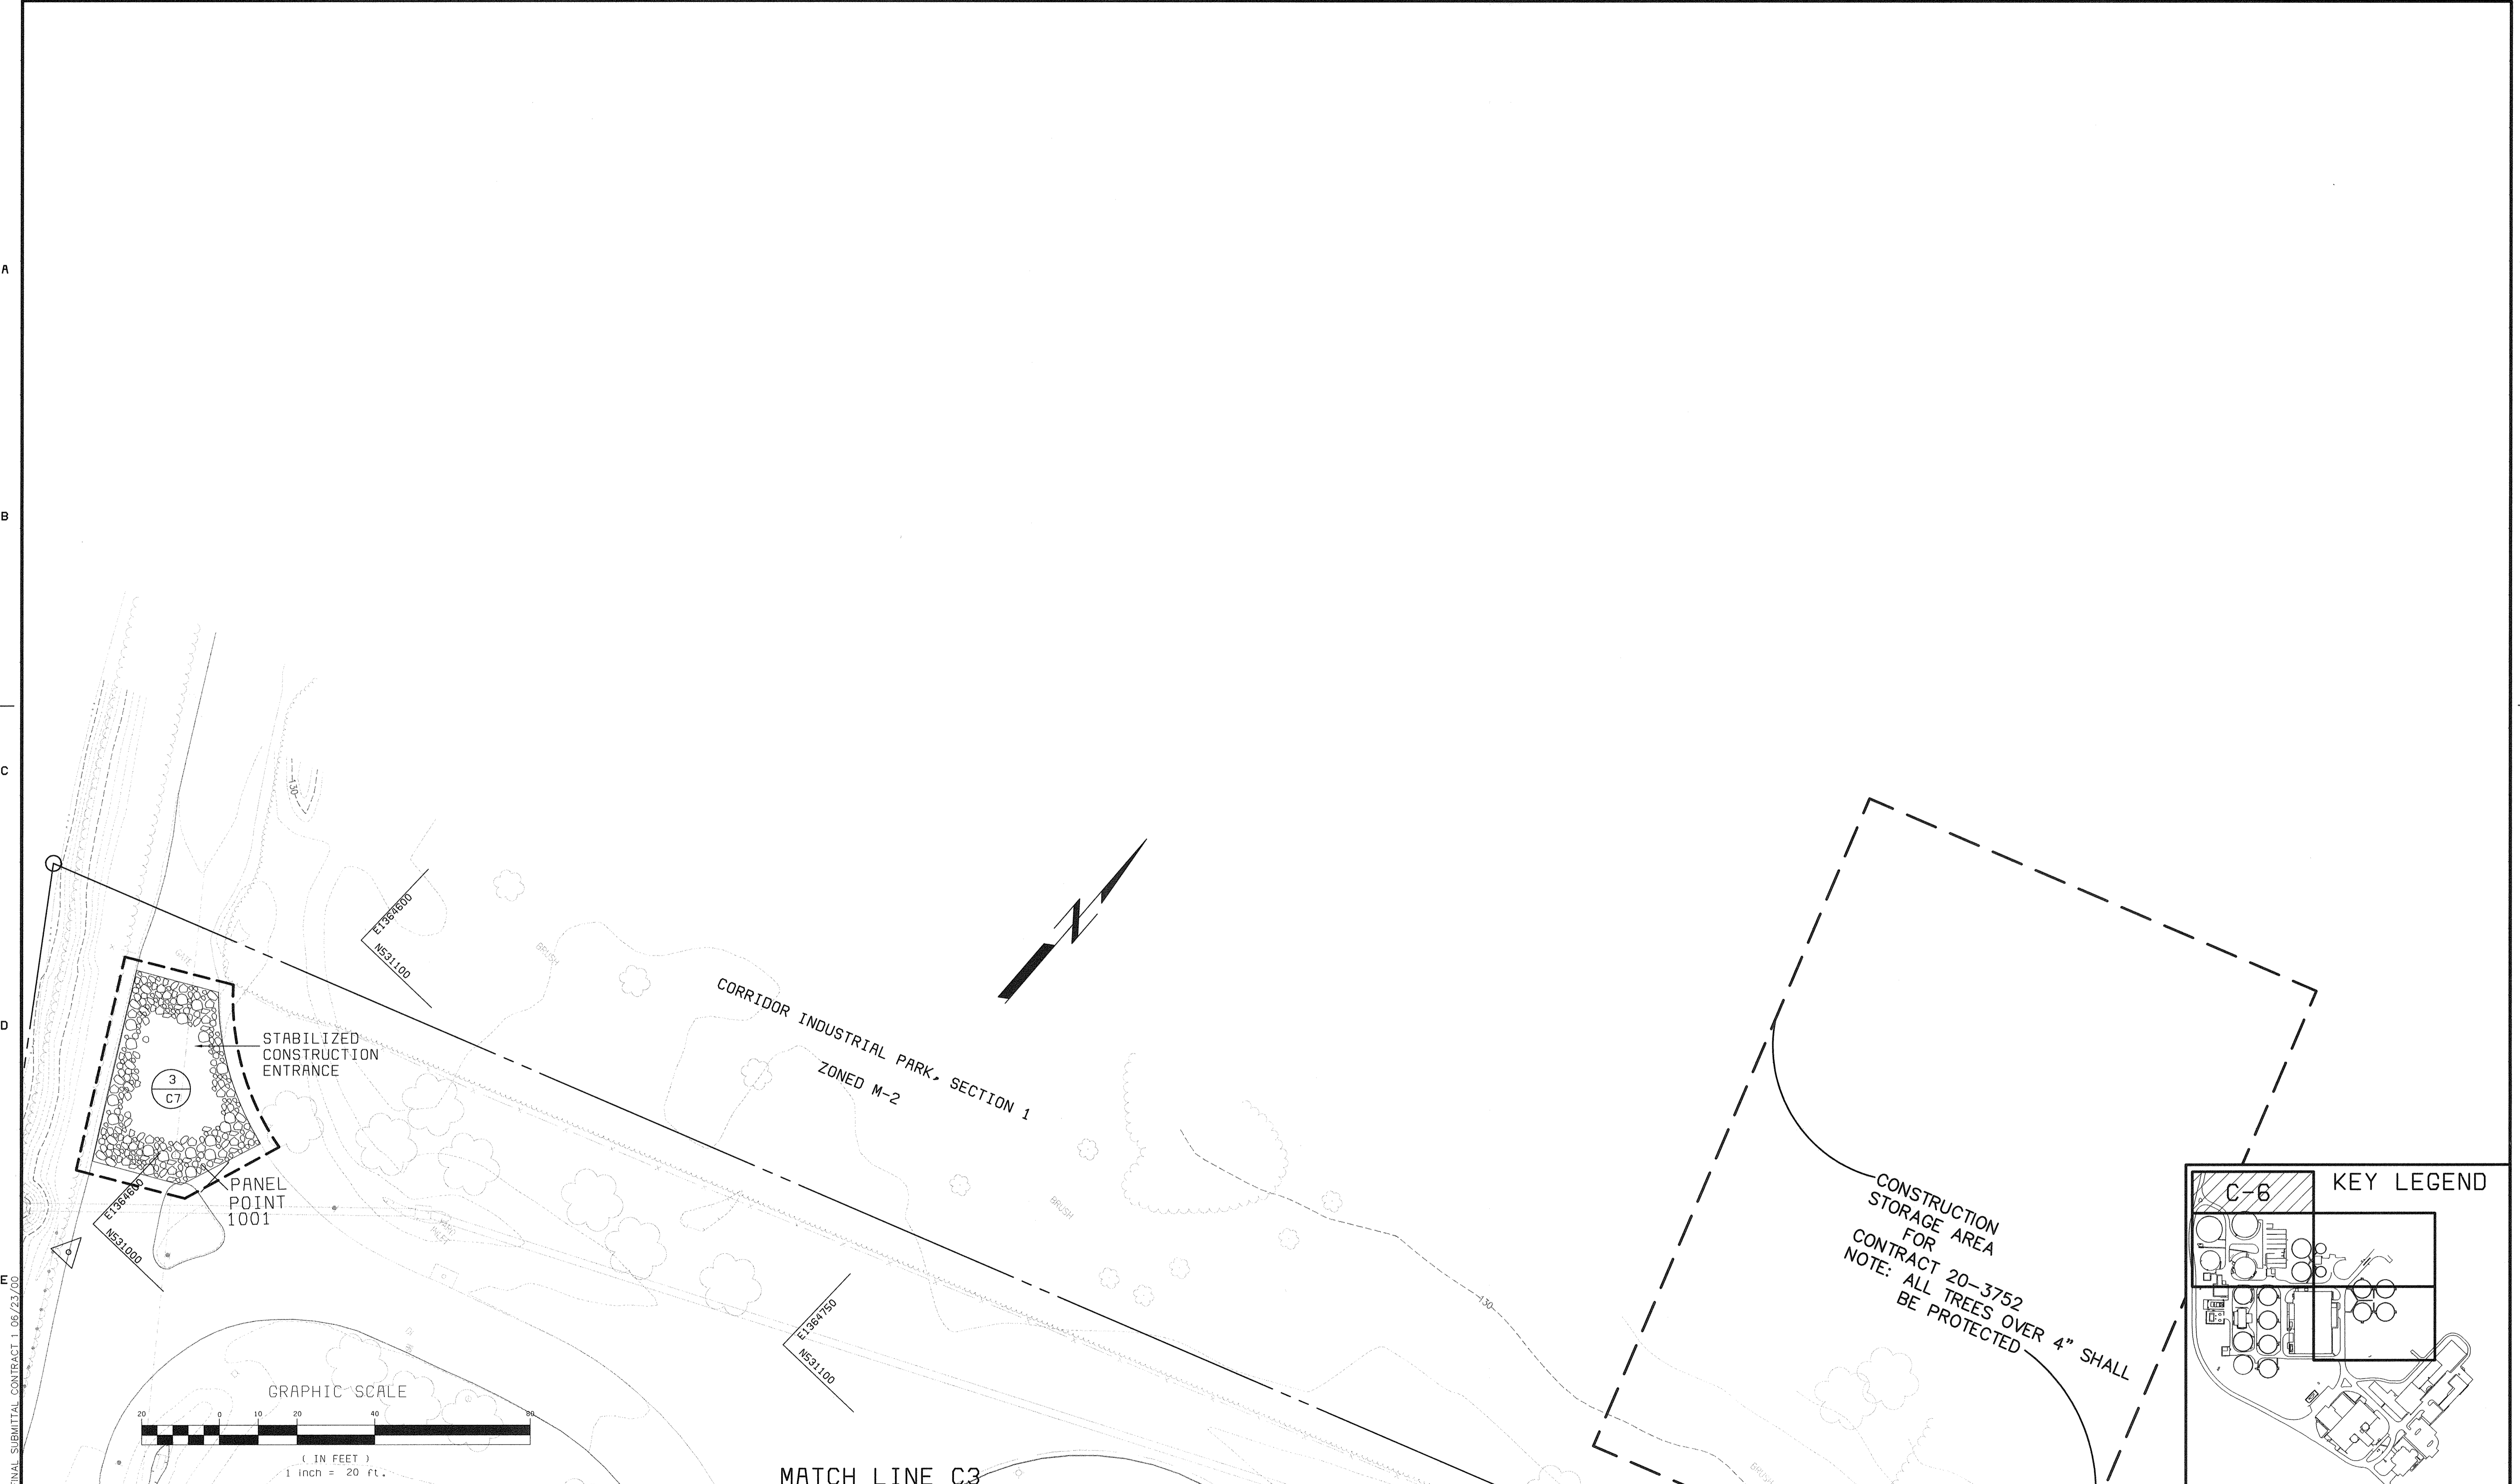 A
B
C
D
E
130
E1364600
N531100
BRUSH
CORRIDOR INDUSTRIAL PARK, SECTION 1
ZONED M-2
STABILIZED
CONSTRUCTION
ENTRANCE
3
C7
PANEL
POINT
1001
E1364600
N531000
BRUSH
130
E1364750
N531100
CONSTRUCTION
STORAGE AREA
FOR
CONTRACT 20-3752
NOTE: ALL TREES OVER 4" SHALL
BE PROTECTED
KEY LEGEND
C-6
GRAPHIC SCALE
20 0 10 20 40 80
( IN FEET )
1 inch = 20 ft.
MATCH LINE C3
BRUSH
INAL SUBMITTAL CONTRACT 1 06/23/00